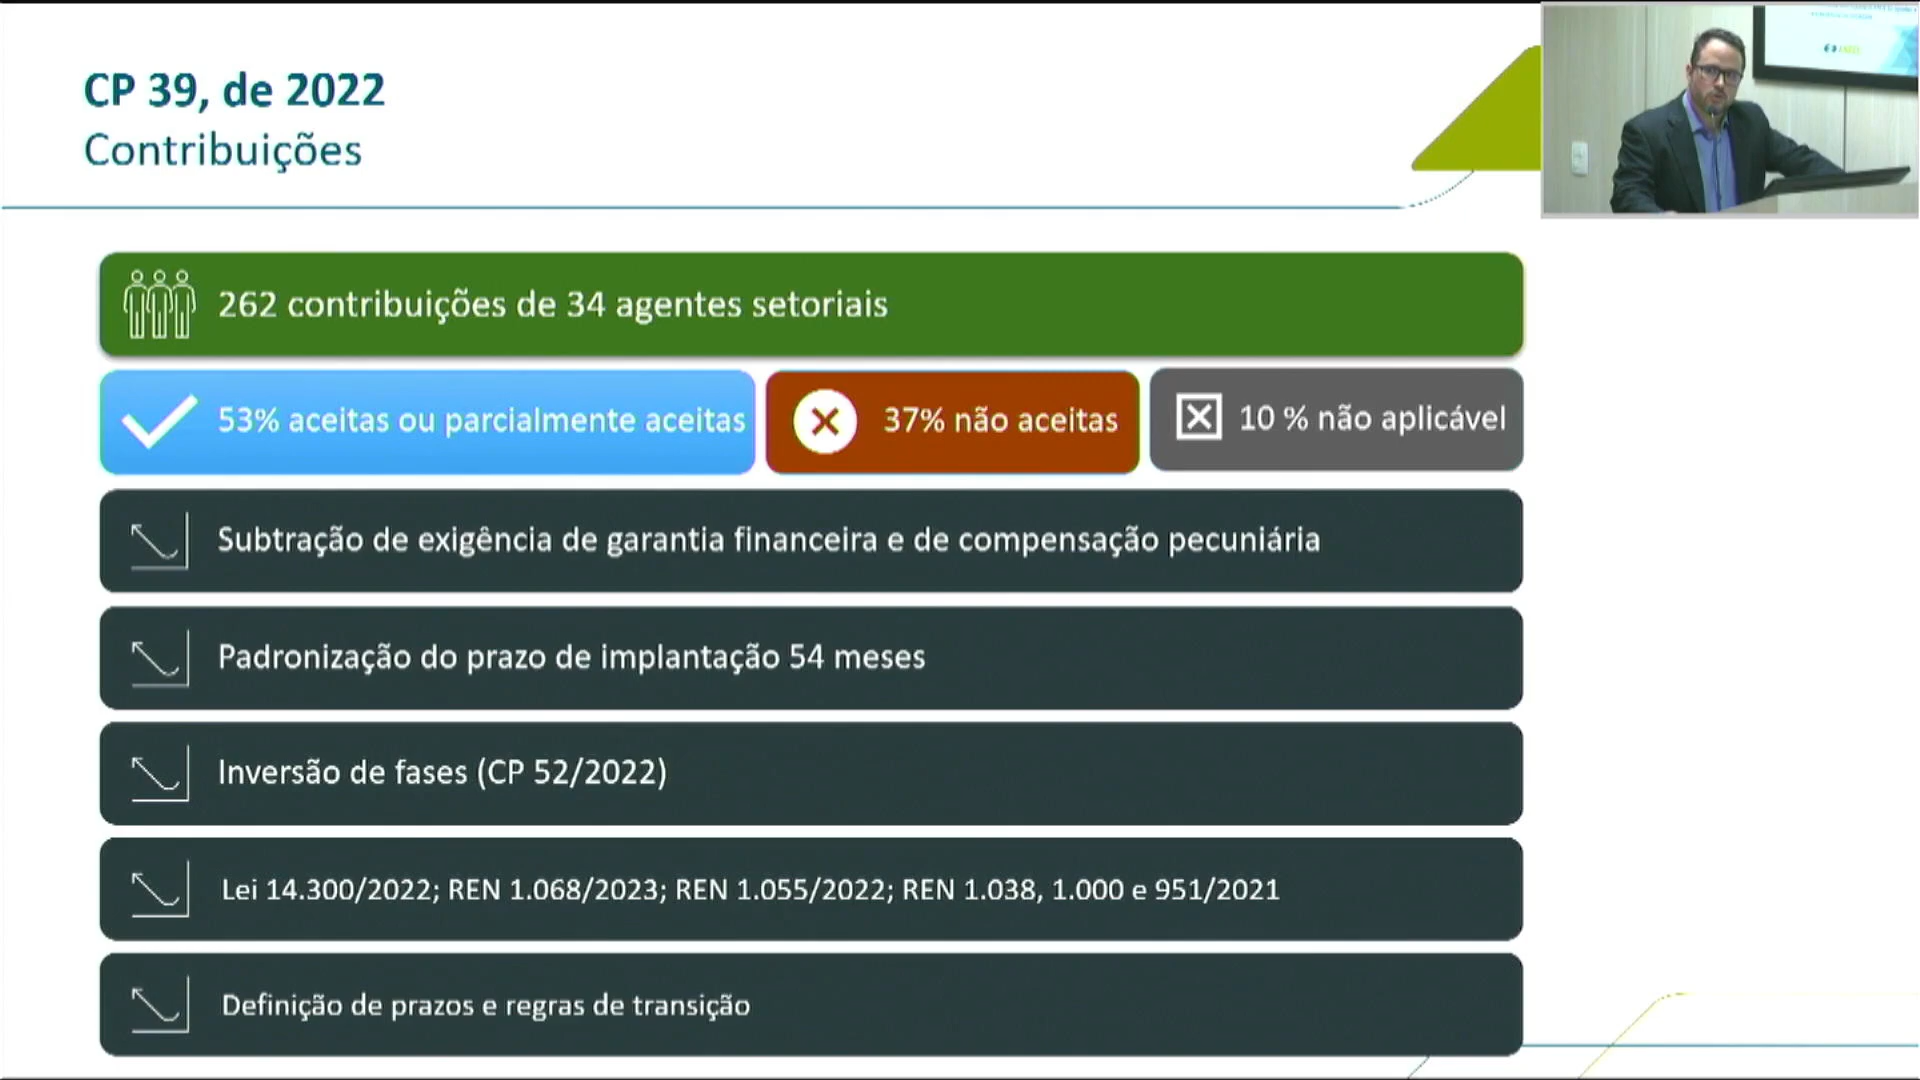 CP 39, de 2022
Contribuições
262 contribuições de 34 agentes setoriais
53% aceitas ou parcialmente aceitas
37% não aceitas
10 % não aplicável
Subtração de exigência de garantia financeira e de compensação pecuniária
Padronização do prazo de implantação 54 meses
Inversão de fases (CP 52/2022)
Lei 14.300/2022; REN 1.068/2023; REN 1.055/2022; REN 1.038, 1.000 e 951/2021
Definição de prazos e regras de transição